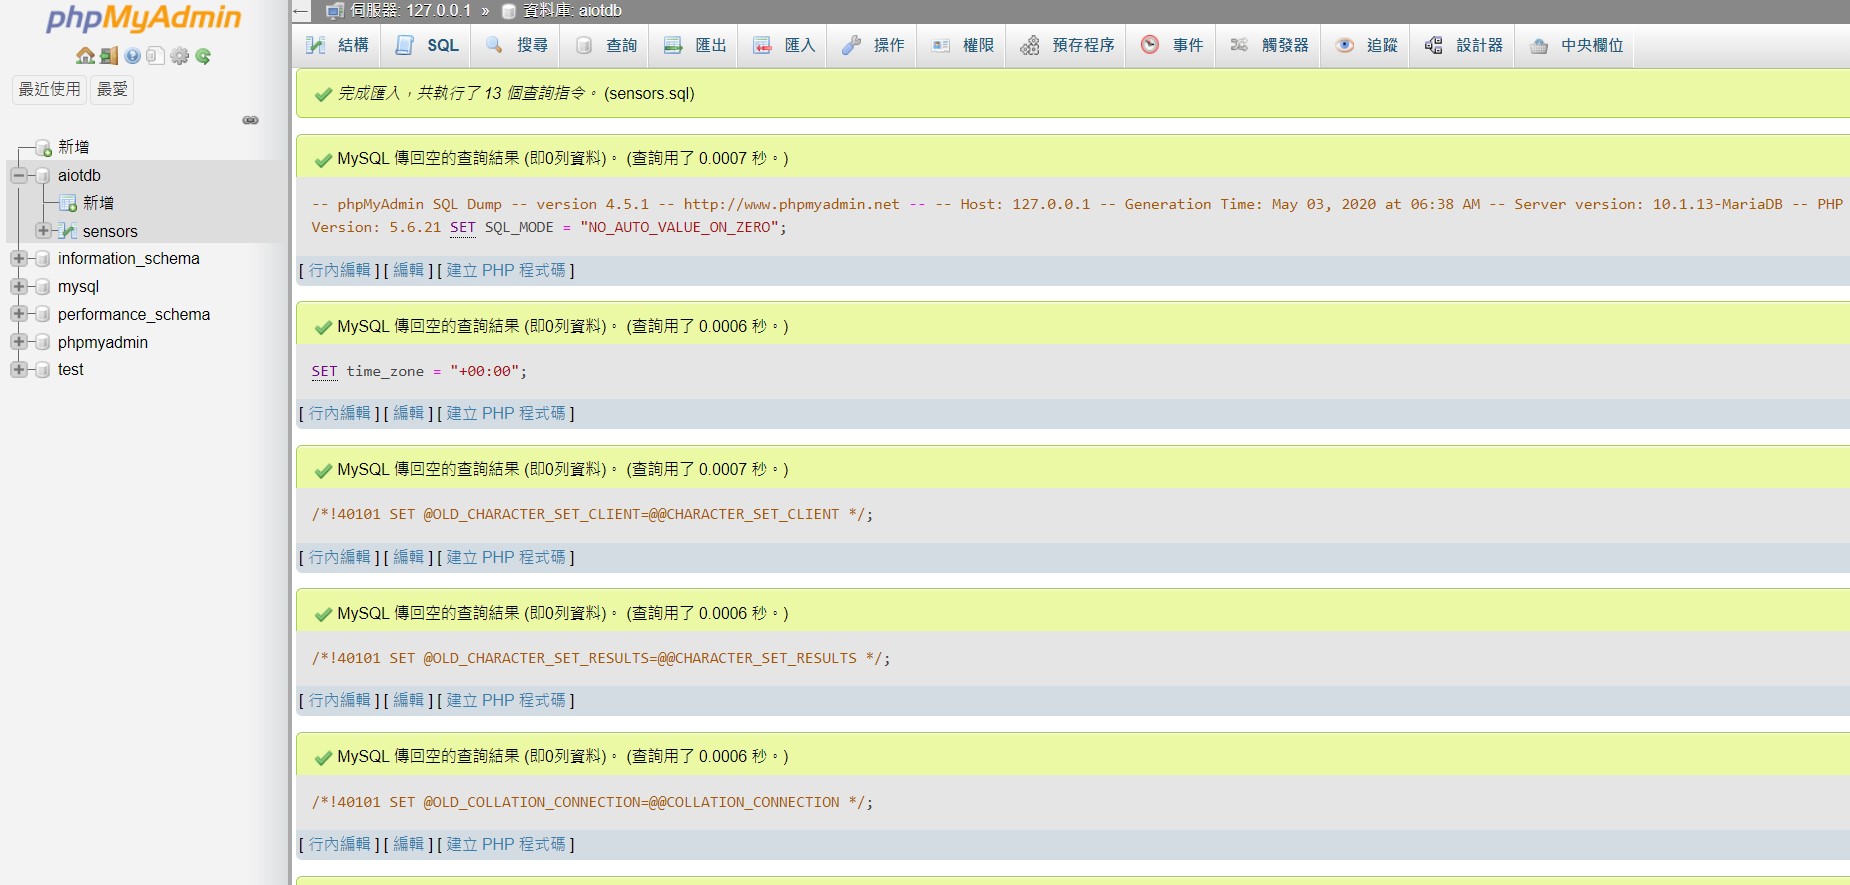 phpMyAdmin
最近使用 最愛
新增
aiotdb
新增
sensors
information_schema
mysql
performance_schema
phpmyadmin
test
伺服器: 127.0.0.1 » 資料庫: aiotdb
結構 SQL 搜尋 查詢 匯出 匯入 操作 權限 預存程序 事件 觸發器 追蹤 設計器 中央欄位
完成匯入，共執行了 13 個查詢指令。 (sensors.sql)
MySQL 傳回空的查詢結果 (即0列資料)。 (查詢用了 0.0007 秒。)
-- phpMyAdmin SQL Dump -- version 4.5.1 -- http://www.phpmyadmin.net -- -- Host: 127.0.0.1 -- Generation Time: May 03, 2020 at 06:38 AM -- Server version: 10.1.13-MariaDB -- PHP
Version: 5.6.21 SET SQL_MODE = "NO_AUTO_VALUE_ON_ZERO";
[ 行內編輯 ] [ 編輯 ] [ 建立 PHP 程式碼 ]
MySQL 傳回空的查詢結果 (即0列資料)。 (查詢用了 0.0006 秒。)
SET time_zone = "+00:00";
[ 行內編輯 ] [ 編輯 ] [ 建立 PHP 程式碼 ]
MySQL 傳回空的查詢結果 (即0列資料)。 (查詢用了 0.0007 秒。)
/*!40101 SET @OLD_CHARACTER_SET_CLIENT=@@CHARACTER_SET_CLIENT */;
[ 行內編輯 ] [ 編輯 ] [ 建立 PHP 程式碼 ]
MySQL 傳回空的查詢結果 (即0列資料)。 (查詢用了 0.0006 秒。)
/*!40101 SET @OLD_CHARACTER_SET_RESULTS=@@CHARACTER_SET_RESULTS */;
[ 行內編輯 ] [ 編輯 ] [ 建立 PHP 程式碼 ]
MySQL 傳回空的查詢結果 (即0列資料)。 (查詢用了 0.0006 秒。)
/*!40101 SET @OLD_COLLATION_CONNECTION=@@COLLATION_CONNECTION */;
[ 行內編輯 ] [ 編輯 ] [ 建立 PHP 程式碼 ]